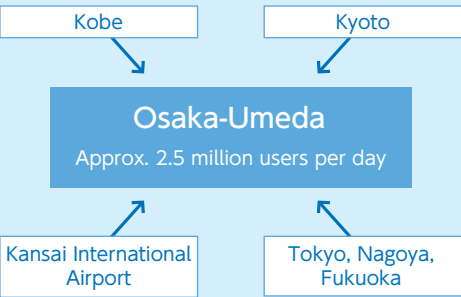 Kobe
Kyoto
Osaka-Umeda
Approx. 2.5 million users per day
Kansai International
Airport
Tokyo, Nagoya,
Fukuoka